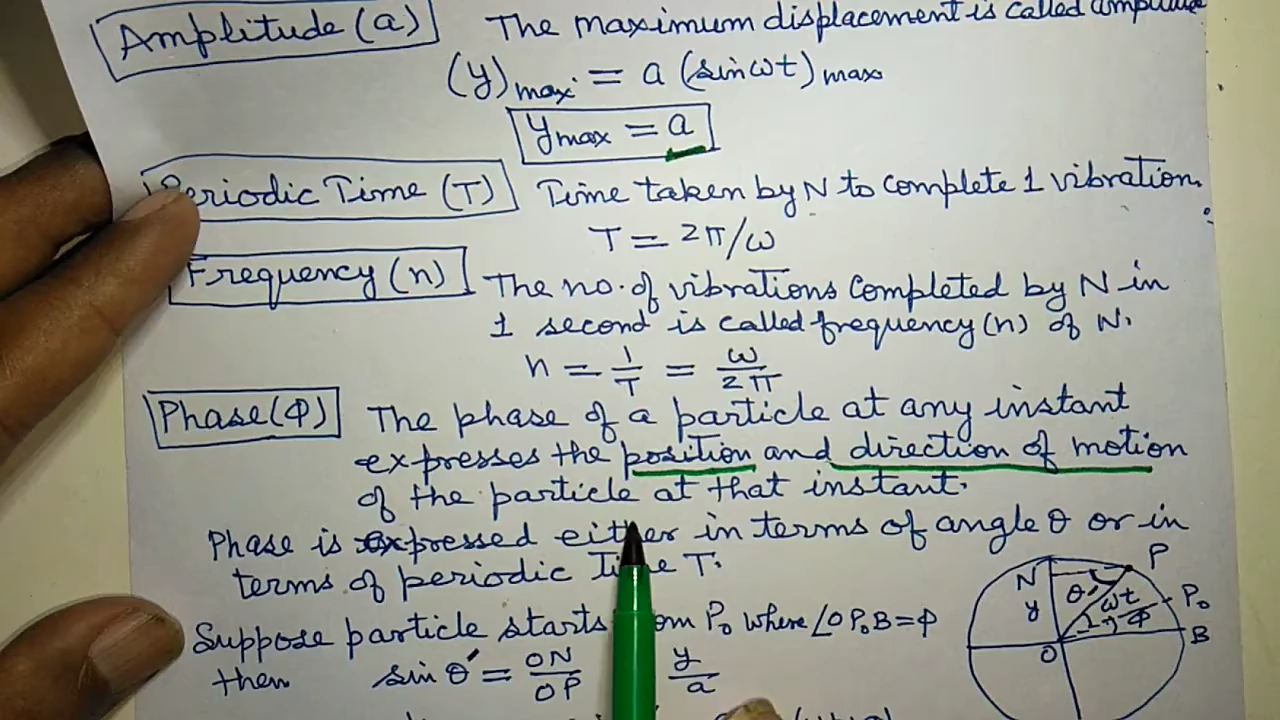 Amplitude (a) The maximum displacement is called amplitude
(y)max = a (sinωt)max
ymax = a
Periodic Time (T) Time taken by N to complete 1 vibration.
T = 2π/ω
Frequency (n) The no. of vibrations completed by N in
1 second is called frequency (n) of N.
n = 1/T = ω/2π
Phase (φ) The phase of a particle at any instant
expresses the position and direction of motion
of the particle at that instant.
Phase is expressed either in terms of angle θ or in
terms of periodic Time T.
Suppose particle starts from P₀ where ∠OP₀B = φ
then sin θ' = ON/OP y/a
N P
θ'
y ωt P₀
φ B
O